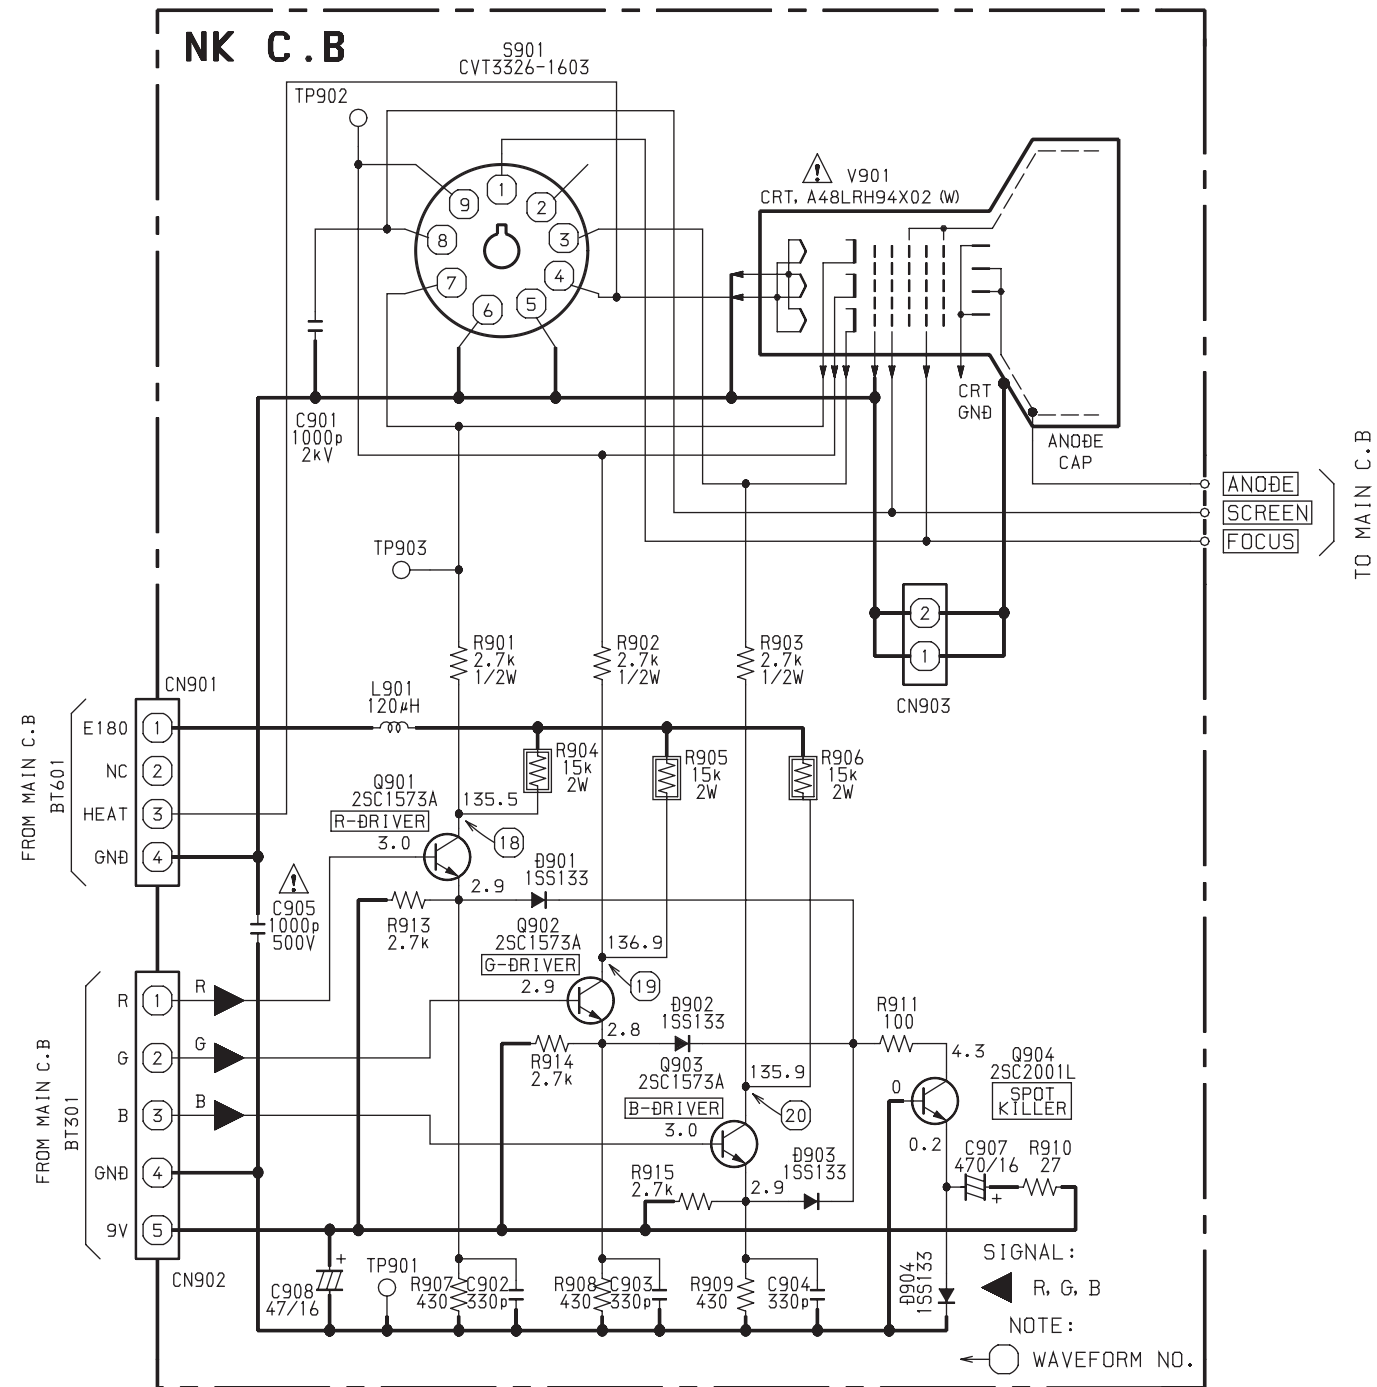 NK C.B
S901
CVT3326-1603
TP902
1
2
3
4
5
6
7
8
9
V901
CRT, A48LRH94X02 (W)
C901
1000p
2kV
CRT
GND
ANODE
CAP
ANODE
SCREEN
FOCUS
TO MAIN C.B
TP903
R901
2.7k
1/2W
R902
2.7k
1/2W
R903
2.7k
1/2W
2
1
CN903
CN901
FROM MAIN C.B
BT601
E180
1
NC
2
HEAT
3
GND
4
L901
120μH
R904
15k
2W
R905
15k
2W
R906
15k
2W
Q901
2SC1573A
R-DRIVER
135.5
3.0
18
2.9
D901
1SS133
C905
1000p
500V
R913
2.7k
Q902
2SC1573A
G-DRIVER
136.9
2.9
19
2.8
D902
1SS133
R914
2.7k
R911
100
Q903
2SC1573A
B-DRIVER
135.9
3.0
20
2.9
D903
1SS133
R915
2.7k
4.3
0
0.2
Q904
2SC2001L
SPOT
KILLER
C907
470/16
+
R910
27
FROM MAIN C.B
BT301
R
1
R
G
2
G
B
3
B
GND
4
9V
5
CN902
C908
47/16
+
TP901
R907
430
C902
330p
R908
430
C903
330p
R909
430
C904
330p
D904
1SS133
SIGNAL:
R, G, B
NOTE:
WAVEFORM NO.